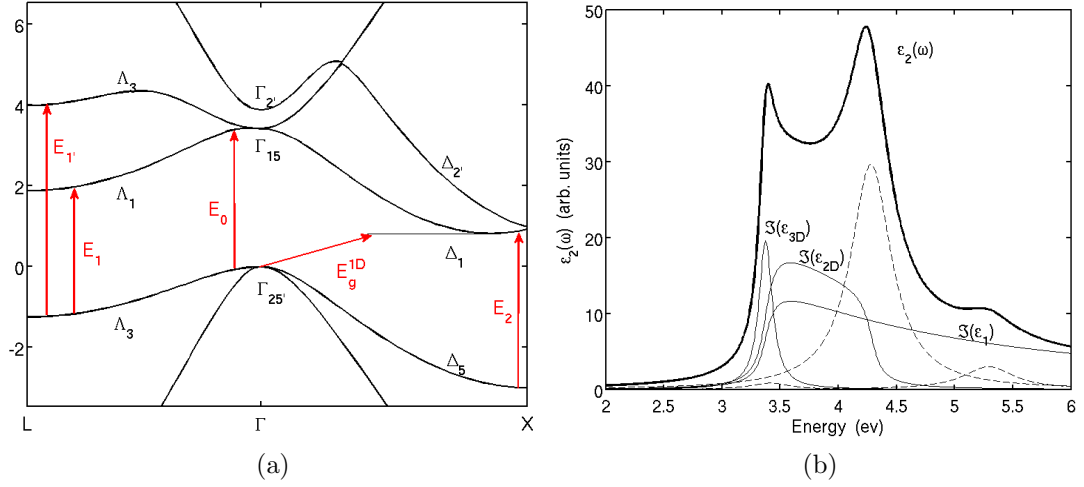 6
4
2
0
-2
L
Γ
X
Λ₃
Γ₂'
E₁'
Γ₁₅
Δ₂'
Λ₁
E₀
E₁
Δ₁
E_g^1D
Γ₂₅'
E₂
Λ₃
Δ₅
(a)
50
40
30
20
10
0
ε₂(ω) (arb. units)
ε₂(ω)
ℑ(ε₃D)
ℑ(ε₂D)
ℑ(ε₁)
2
2.5
3
3.5
4
4.5
5
5.5
6
Energy (ev)
(b)